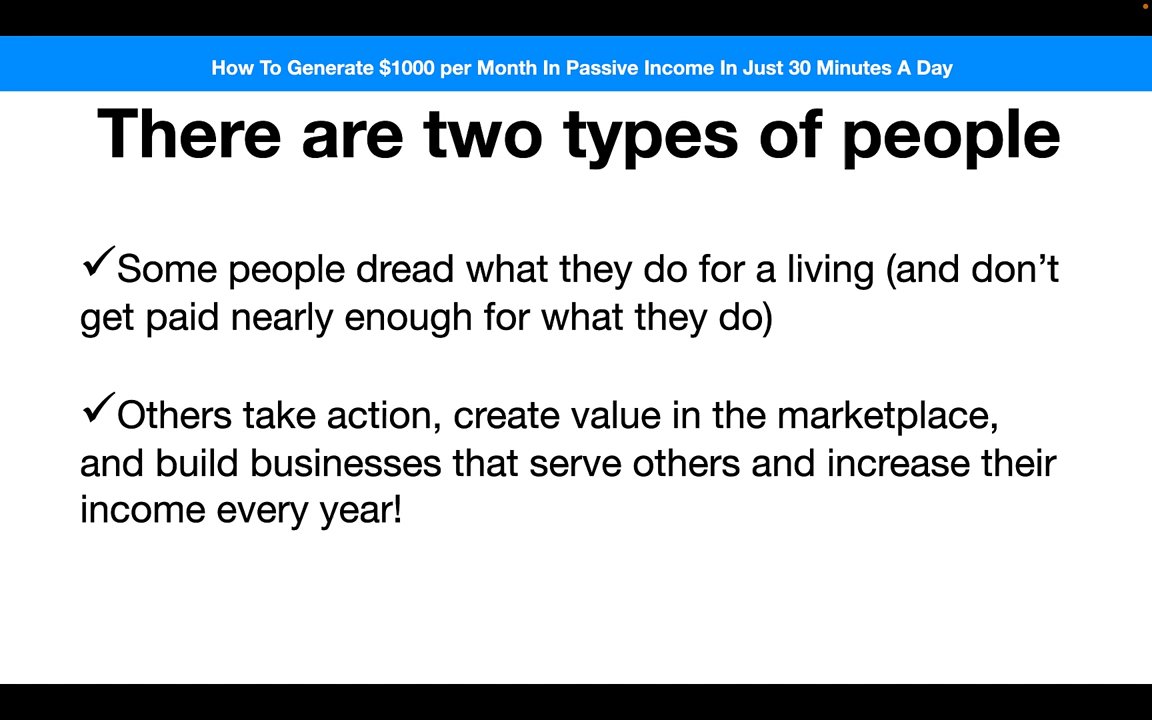 How To Generate $1000 per Month In Passive Income In Just 30 Minutes A Day
There are two types of people
✓Some people dread what they do for a living (and don’t
get paid nearly enough for what they do)
✓Others take action, create value in the marketplace,
and build businesses that serve others and increase their
income every year!